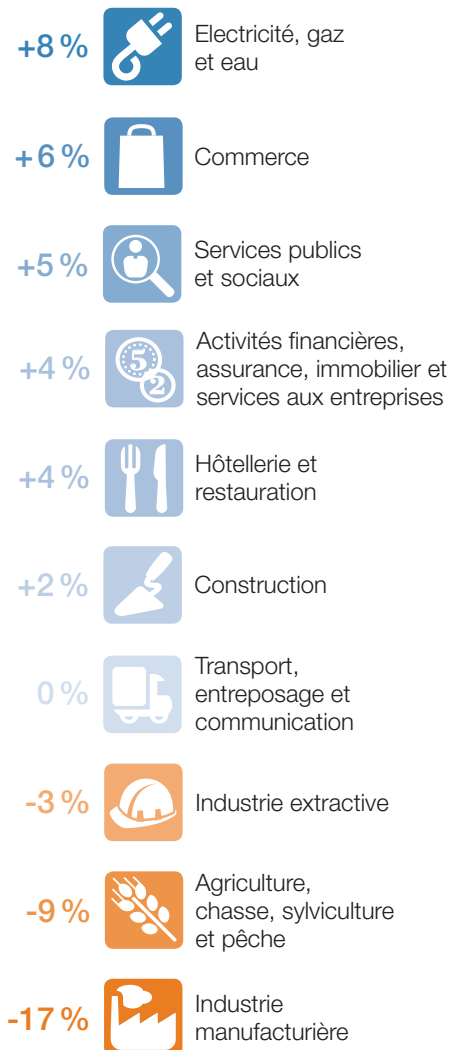 +8 %
Electricité, gaz
et eau
+6 %
Commerce
+5 %
Services publics
et sociaux
+4 %
5
2
Activités financières,
assurance, immobilier et
services aux entreprises
+4 %
Hôtellerie et
restauration
+2 %
Construction
0 %
Transport,
entreposage et
communication
-3 %
Industrie extractive
-9 %
Agriculture,
chasse, sylviculture
et pêche
-17 %
Industrie
manufacturière